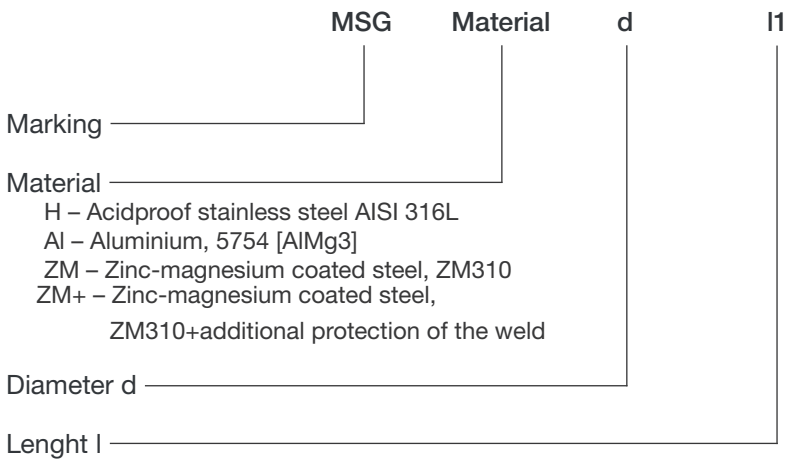 MSG Material d l1
Marking
Material
H – Acidproof stainless steel AISI 316L
Al – Aluminium, 5754 [AlMg3]
ZM – Zinc-magnesium coated steel, ZM310
ZM+ – Zinc-magnesium coated steel,
ZM310+additional protection of the weld
Diameter d
Lenght l